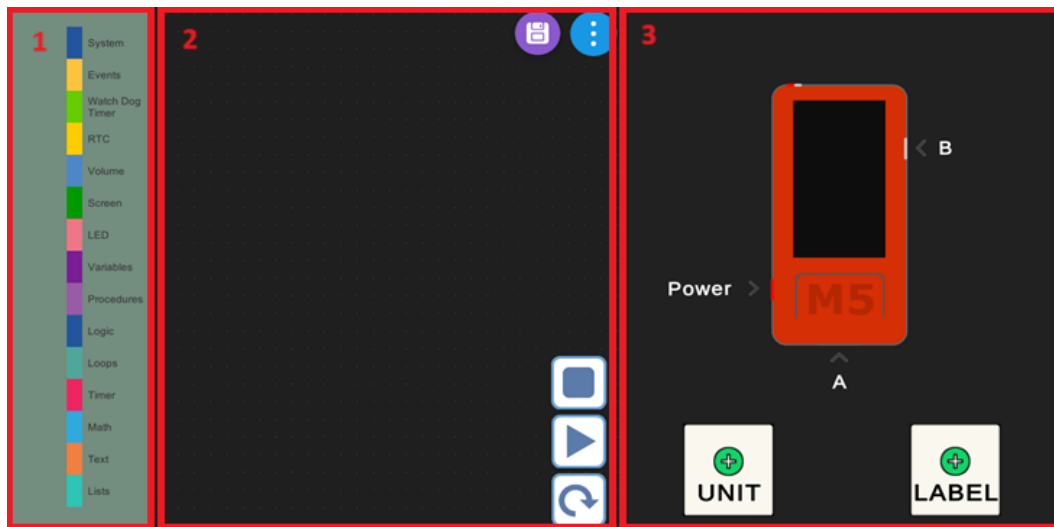 1
System
Events
Watch Dog
Timer
RTC
Volume
Screen
LED
Variables
Procedures
Logic
Loops
Timer
Math
Text
Lists
2
3
B
Power
M5
A
UNIT
LABEL